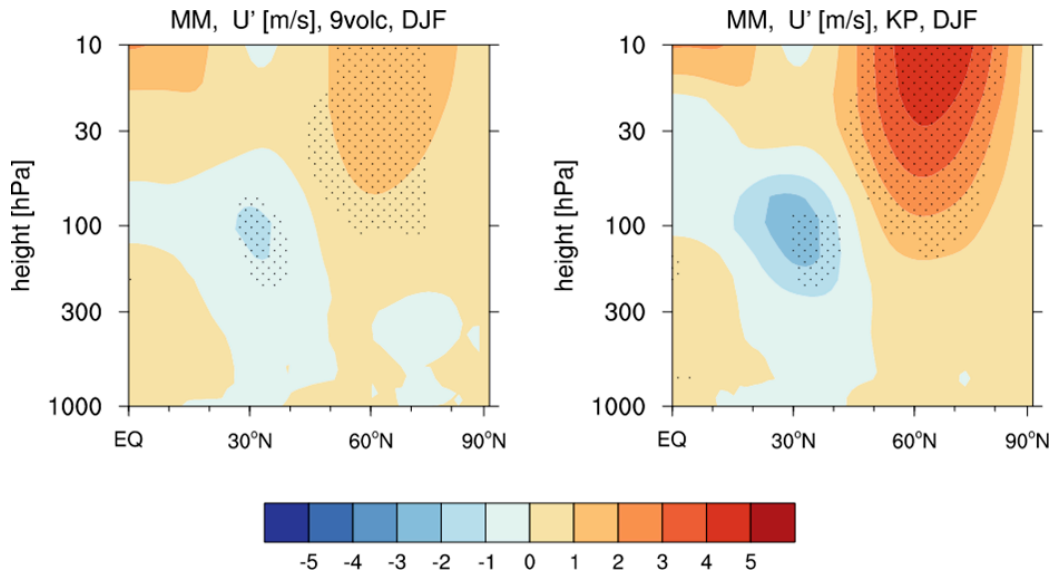 MM, U' [m/s], 9volc, DJF
10
30
100
300
1000
height [hPa]
EQ 30°N 60°N 90°N
MM, U' [m/s], KP, DJF
10
30
100
300
1000
height [hPa]
EQ 30°N 60°N 90°N
-5 -4 -3 -2 -1 0 1 2 3 4 5